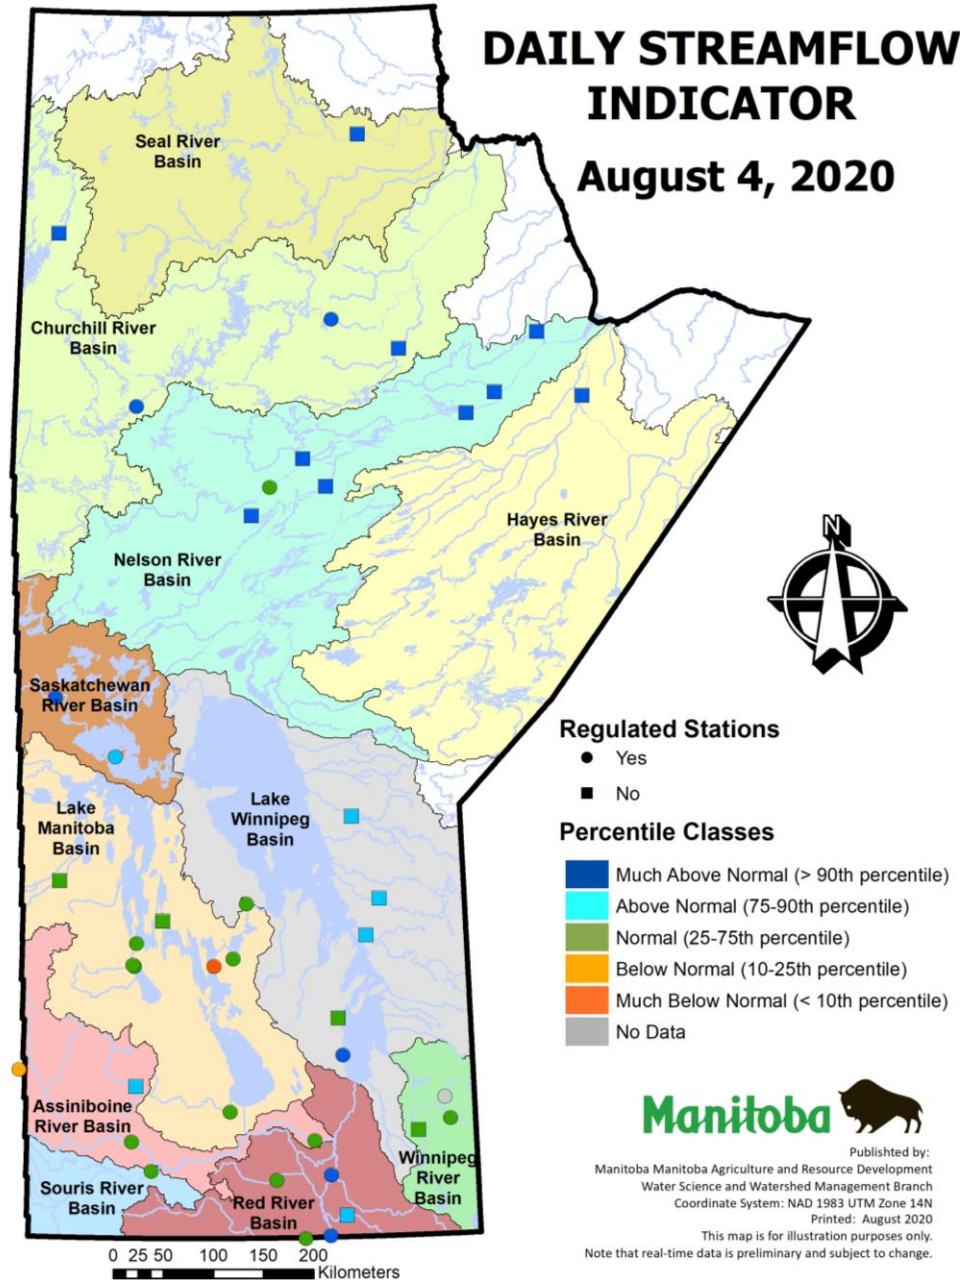 DAILY STREAMFLOW
INDICATOR
August 4, 2020
Seal River
Basin
Churchill River
Basin
Hayes River
Basin
Nelson River
Basin
N
Saskatchewan
River Basin
Lake
Manitoba
Basin
Lake
Winnipeg
Basin
Assiniboine
River Basin
Winnipeg
River
Basin
Souris River
Basin
Red River
Basin
0 25 50 100 150 200
Kilometers
Regulated Stations
Yes
No
Percentile Classes
Much Above Normal (> 90th percentile)
Above Normal (75-90th percentile)
Normal (25-75th percentile)
Below Normal (10-25th percentile)
Much Below Normal (< 10th percentile)
No Data
Manitoba
Publishted by:
Manitoba Manitoba Agriculture and Resource Development
Water Science and Watershed Management Branch
Coordinate System: NAD 1983 UTM Zone 14N
Printed: August 2020
This map is for illustration purposes only.
Note that real-time data is preliminary and subject to change.